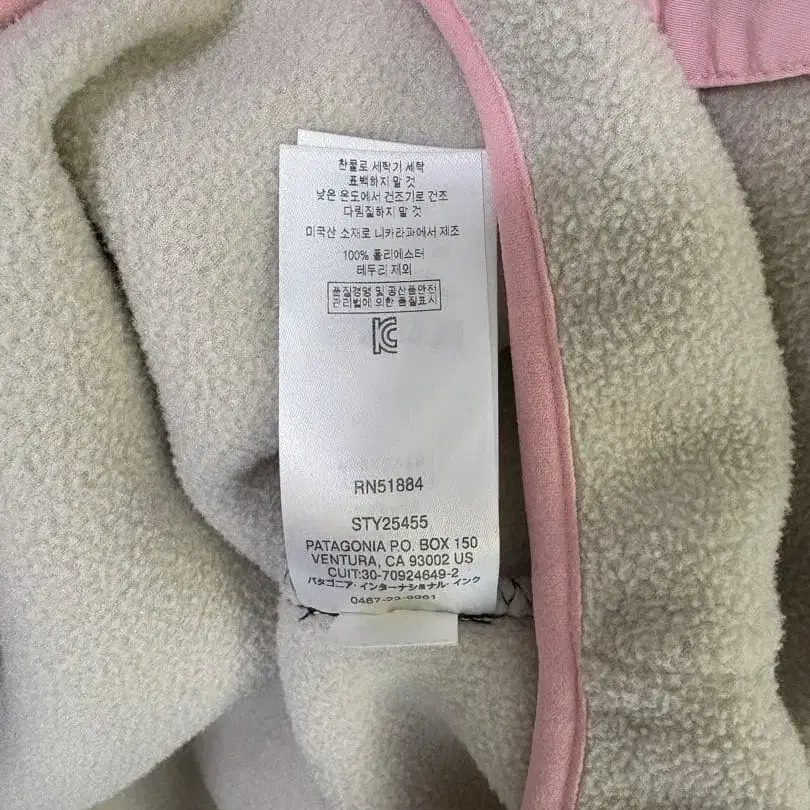 찬물로 세탁기 세탁
표백하지 말 것
낮은 온도에서 건조기로 건조
다림질하지 말 것
미국산 소재로 니카라과에서 제조
100% 폴리에스터
테두리 제외
품질경영 및 공산품안전
관리법에 의한 품질표시
RN51884
STY25455
PATAGONIA P.O. BOX 150
VENTURA, CA 93002 US
CUIT:30-70924649-2
パタゴニア・インターナショナル・インク